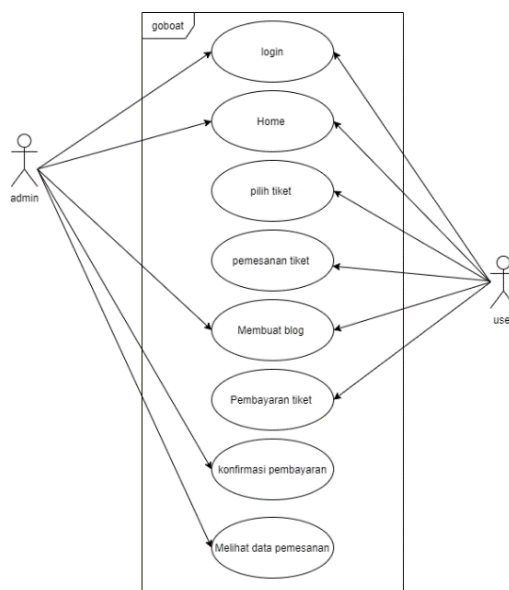 goboat
login
Home
admin
pilih tiket
pemesanan tiket
Membuat blog
use
Pembayaran tiket
konfirmasi pembayaran
Melihat data pemesanan